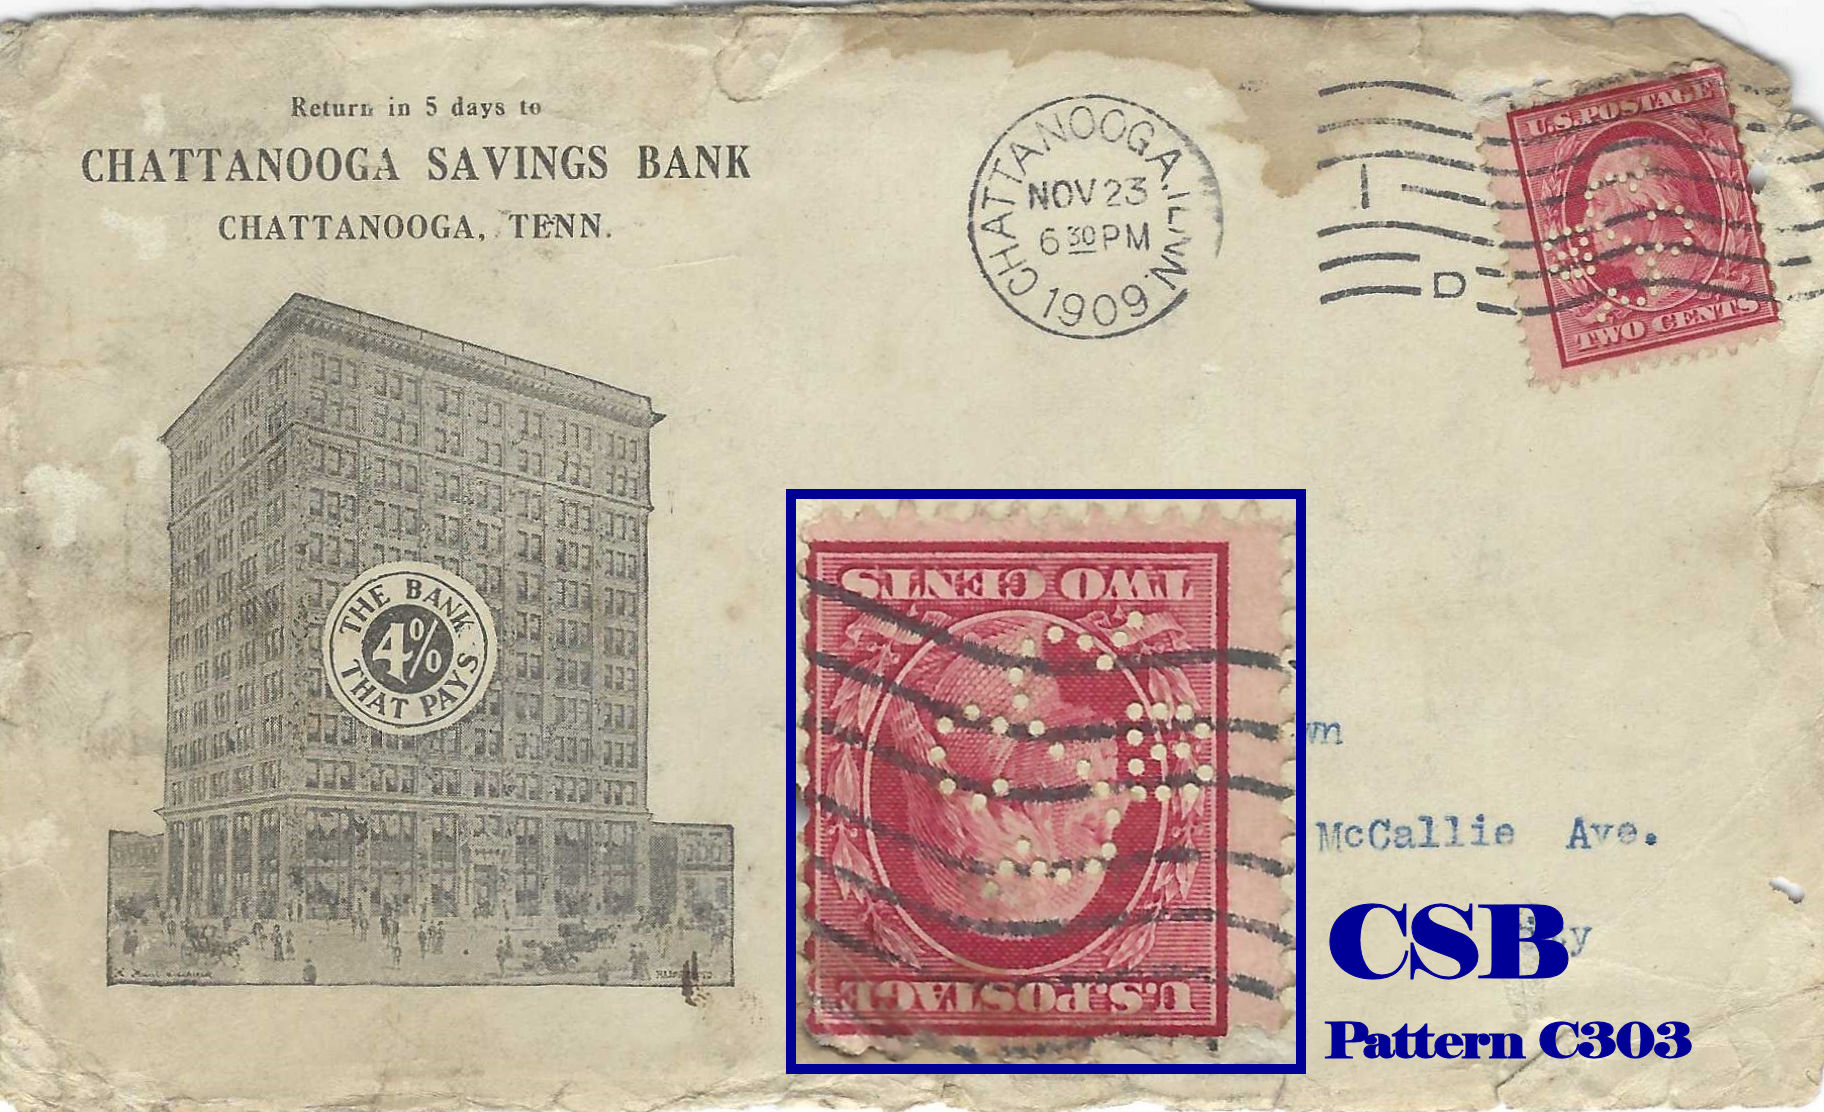 Return in 5 days to
CHATTANOOGA SAVINGS BANK
CHATTANOOGA, TENN.
CHATTANOOGA, TENN.
NOV 23
6 30 PM
1909
I
D
U.S. POSTAGE
TWO CENTS
THE BANK
4%
THAT PAYS
TWO CENTS
U.S. POSTAGE
wn
McCallie Ave.
CSB
Pattern C303